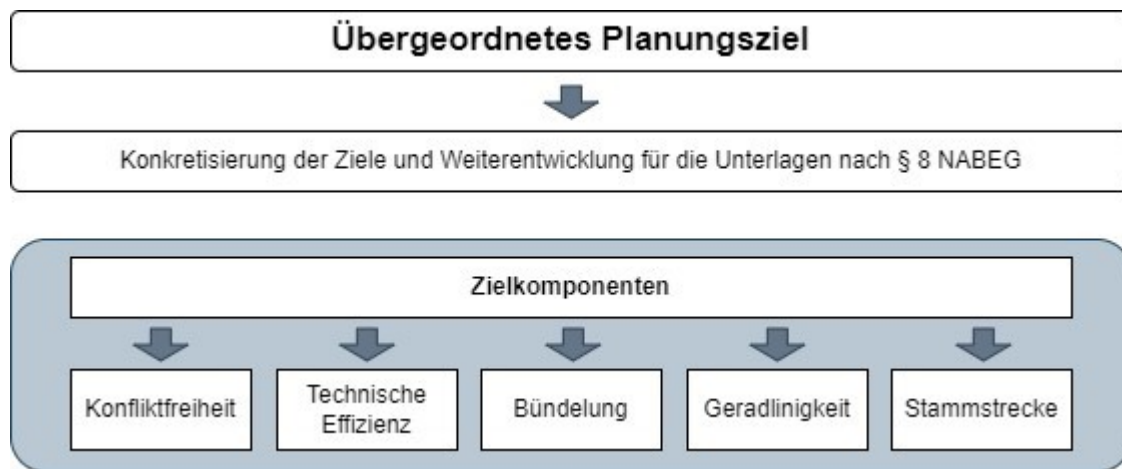 Übergeordnetes Planungsziel
Konkretisierung der Ziele und Weiterentwicklung für die Unterlagen nach § 8 NABEG
Zielkomponenten
Konfliktfreiheit
Technische
Effizienz
Bündelung
Geradlinigkeit
Stammstrecke